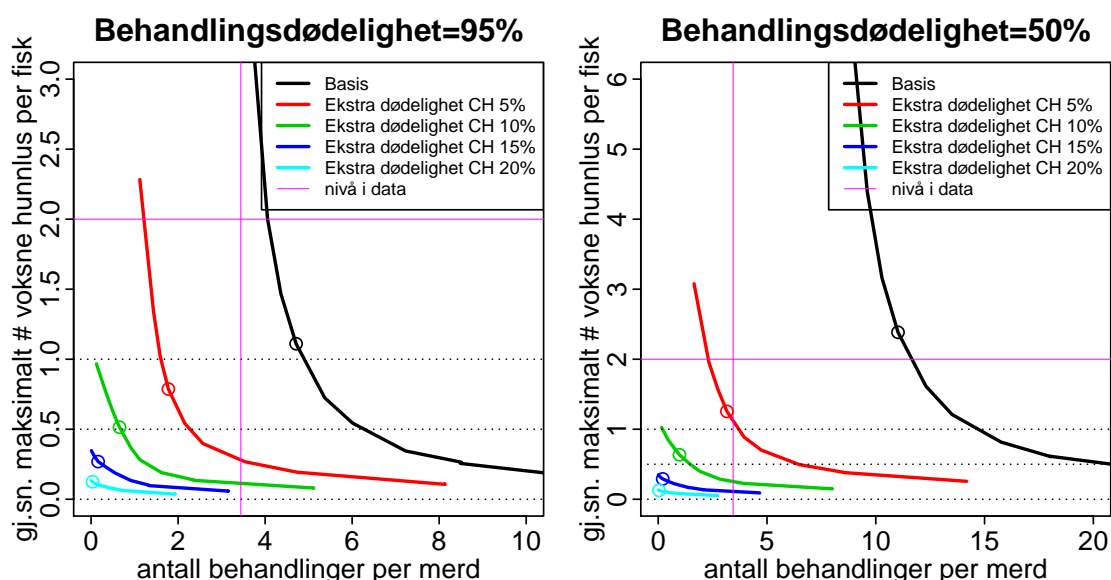 Behandlingsdødelighet=95%
gj.sn. maksimalt # voksne hunnlus per fisk
0.0 0.5 1.0 1.5 2.0 2.5 3.0
Basis
Ekstra dødelighet CH 5%
Ekstra dødelighet CH 10%
Ekstra dødelighet CH 15%
Ekstra dødelighet CH 20%
nivå i data
0 2 4 6 8 10
antall behandlinger per merd
Behandlingsdødelighet=50%
gj.sn. maksimalt # voksne hunnlus per fisk
0 1 2 3 4 5 6
Basis
Ekstra dødelighet CH 5%
Ekstra dødelighet CH 10%
Ekstra dødelighet CH 15%
Ekstra dødelighet CH 20%
nivå i data
0 5 10 15 20
antall behandlinger per merd